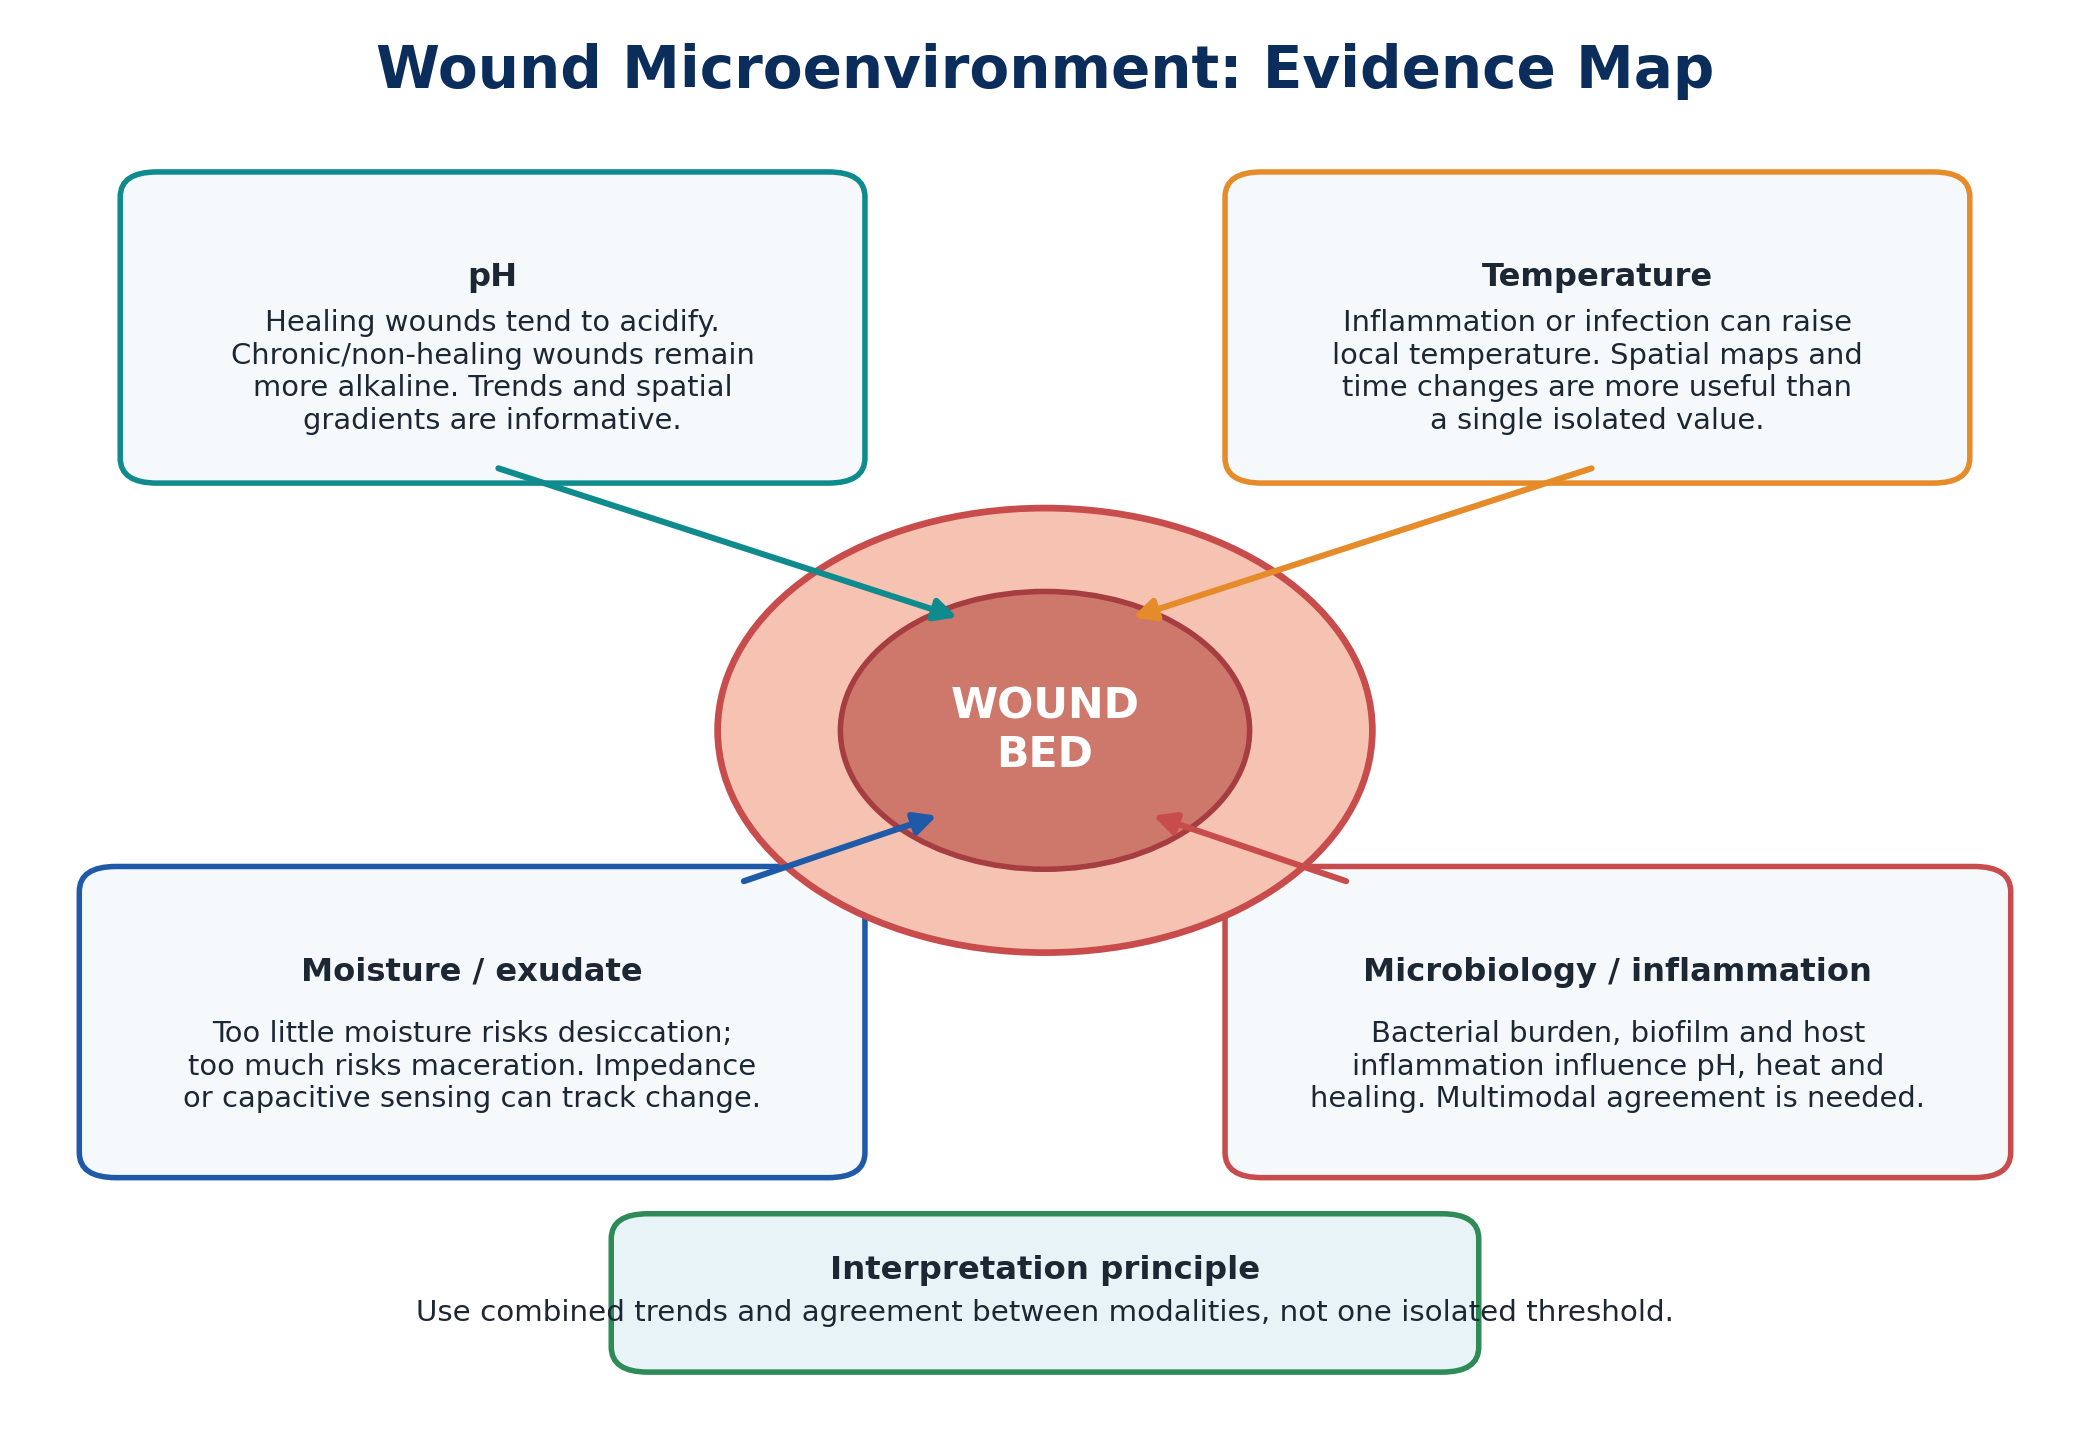 Wound Microenvironment: Evidence Map
pH
Healing wounds tend to acidify.
Chronic/non-healing wounds remain
more alkaline. Trends and spatial
gradients are informative.
Temperature
Inflammation or infection can raise
local temperature. Spatial maps and
time changes are more useful than
a single isolated value.
WOUND
BED
Moisture / exudate
Too little moisture risks desiccation;
too much risks maceration. Impedance
or capacitive sensing can track change.
Microbiology / inflammation
Bacterial burden, biofilm and host
inflammation influence pH, heat and
healing. Multimodal agreement is needed.
Interpretation principle
Use combined trends and agreement between modalities, not one isolated threshold.